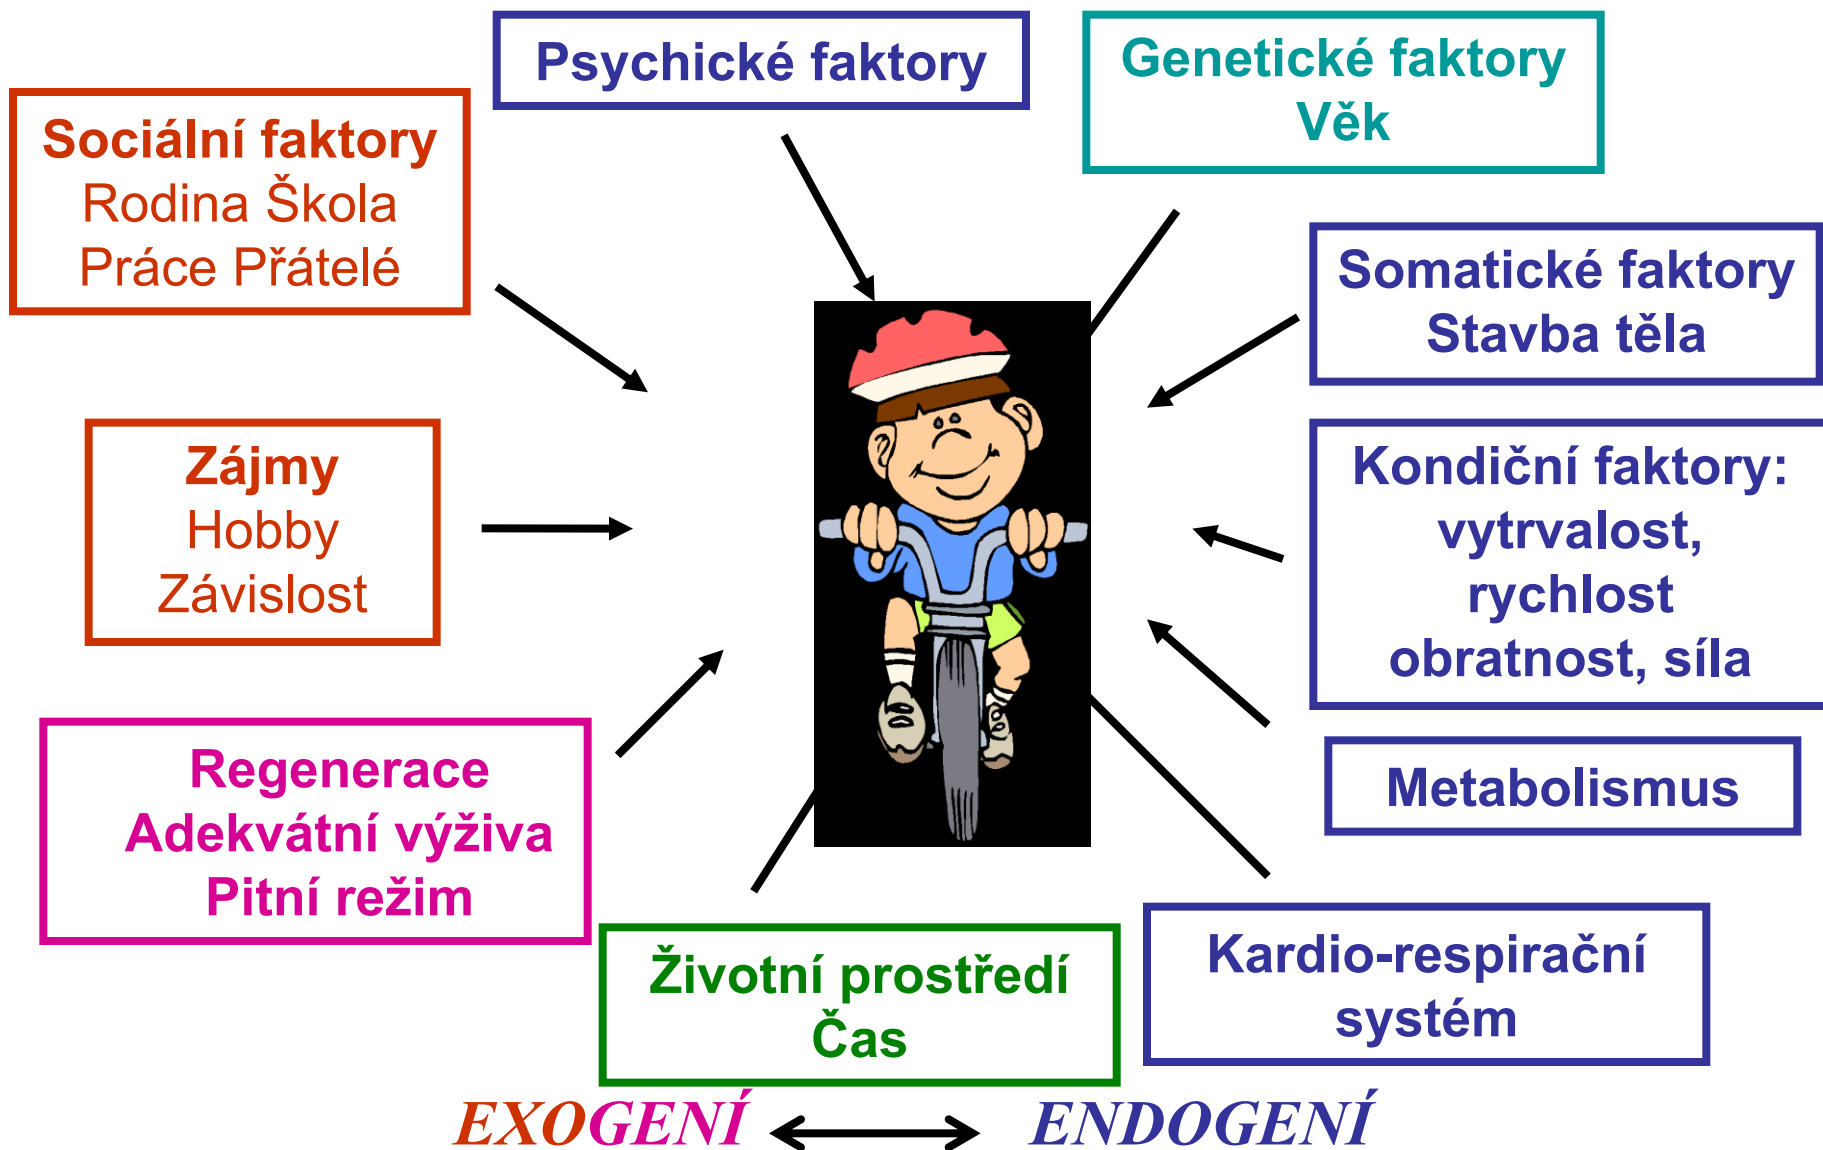 Psychické faktory
Genetické faktory
Věk
Sociální faktory
Rodina Škola
Práce Přátelé
Somatické faktory
Stavba těla
Zájmy
Hobby
Závislost
Kondiční faktory:
vytrvalost,
rychlost
obratnost, síla
Regenerace
Adekvátní výživa
Pitní režim
Metabolismus
Životní prostředí
Čas
Kardio-respirační
systém
EXOGENÍ
ENDOGENÍ